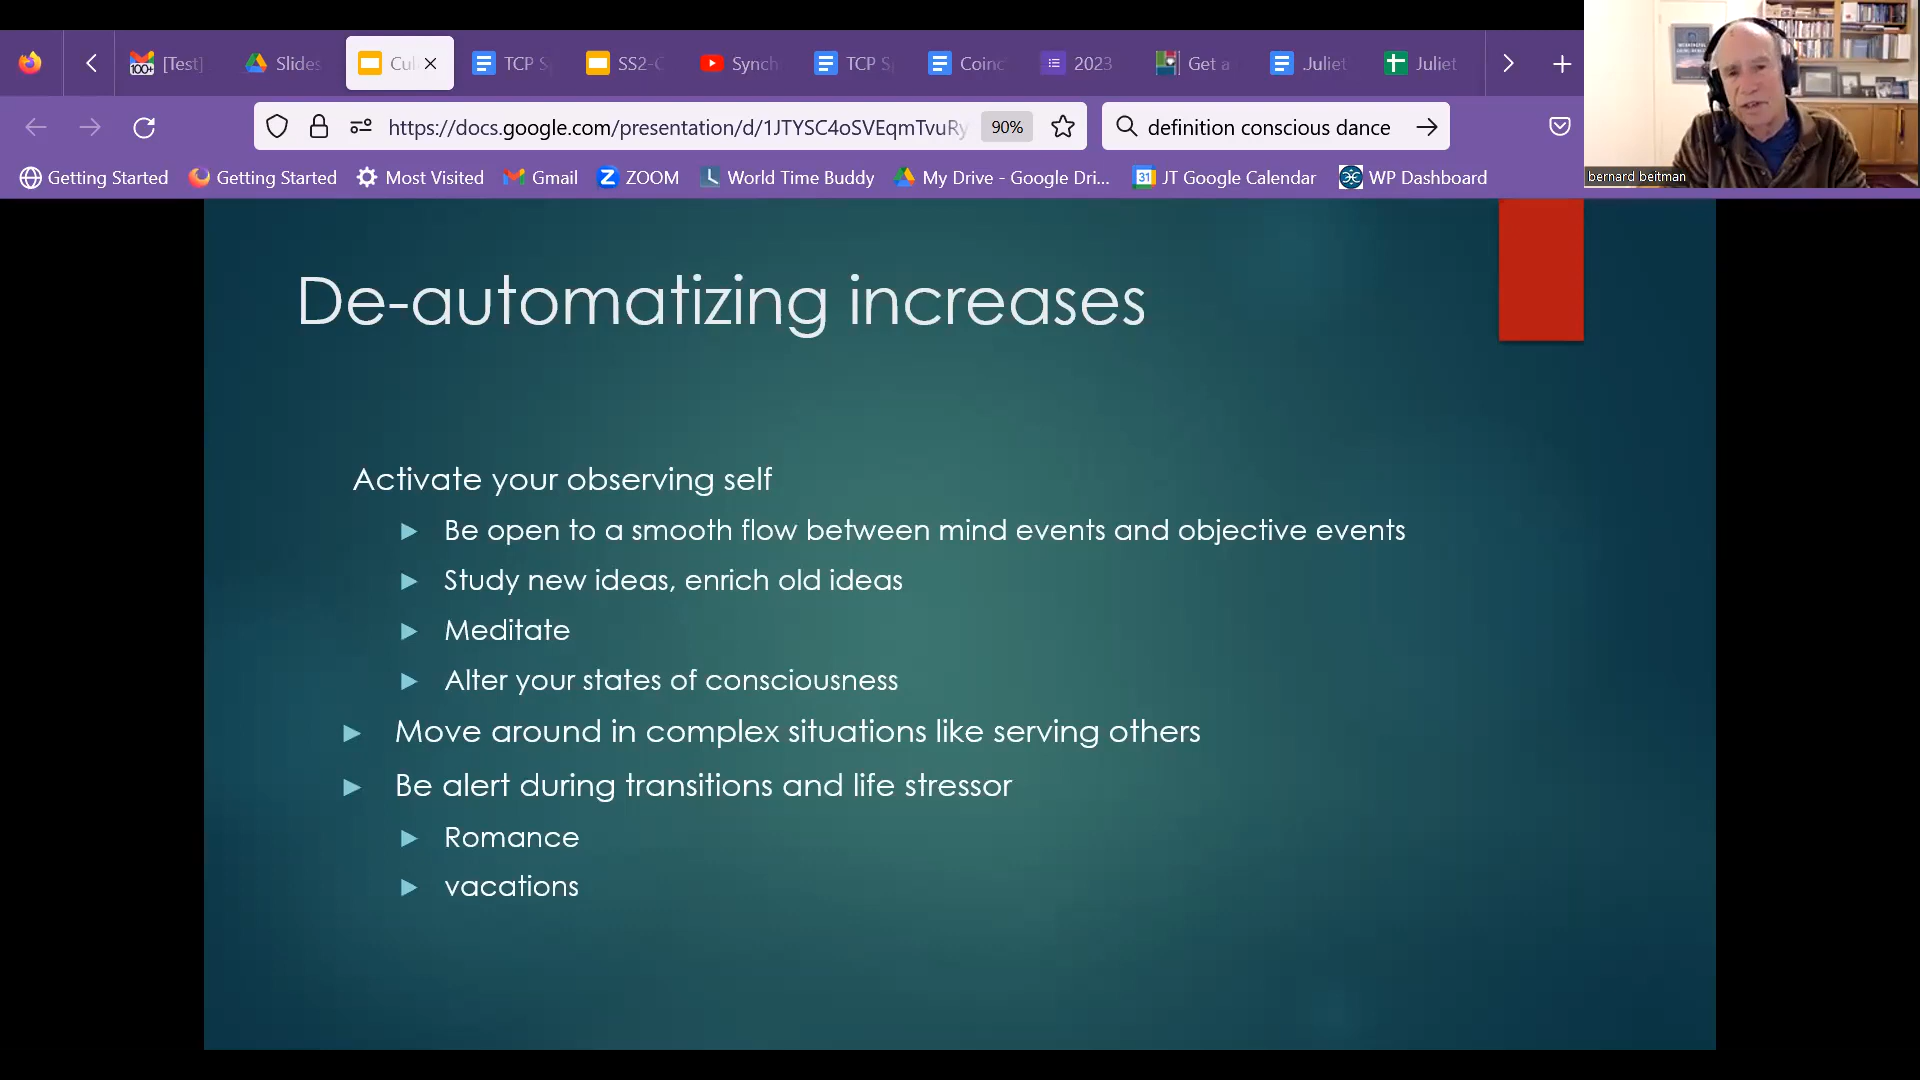 [Test]
Slides
Cul
TCP S
SS2-C
Synch
TCP S
Coinc
2023
Get a
Juliet
Juliet
https://docs.google.com/presentation/d/1JTYSC4oSVEqmTvuRy
90%
definition conscious dance
Getting Started
Getting Started
Most Visited
Gmail
ZOOM
World Time Buddy
My Drive - Google Dri...
JT Google Calendar
WP Dashboard
bernard beitman
De-automatizing increases
Activate your observing self
Be open to a smooth flow between mind events and objective events
Study new ideas, enrich old ideas
Meditate
Alter your states of consciousness
Move around in complex situations like serving others
Be alert during transitions and life stressor
Romance
vacations